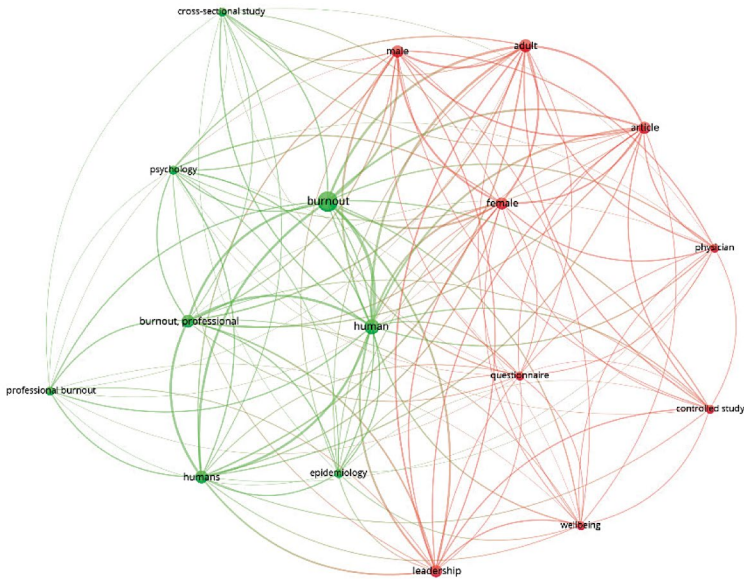 cross-sectional study
male
adult
article
psychology
burnout
female
physician
burnout, professional
human
questionnaire
professional burnout
controlled study
humans
epidemiology
wellbeing
leadership